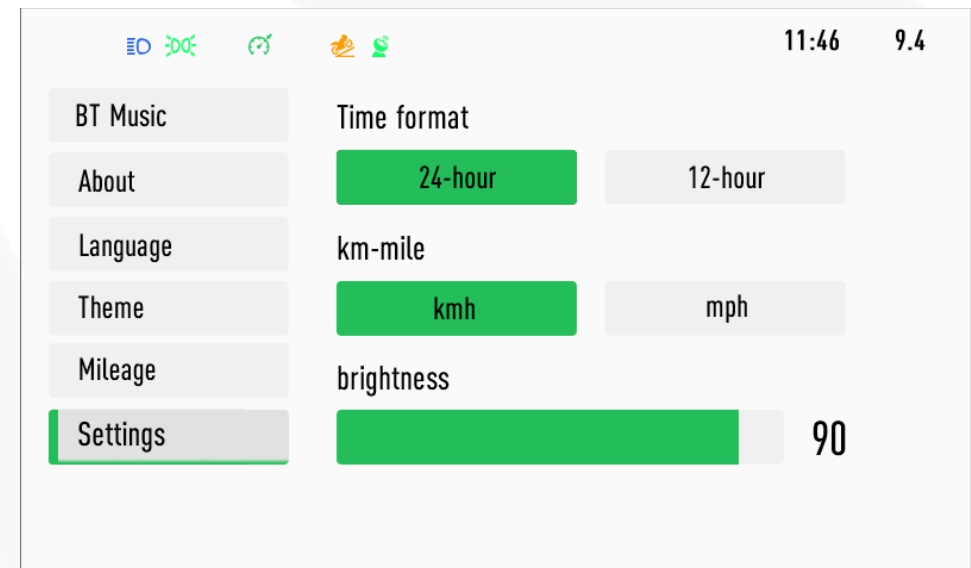 11:46 9.4
BT Music
About
Language
Theme
Mileage
Settings
Time format
24-hour 12-hour
km-mile
kmh mph
brightness
90